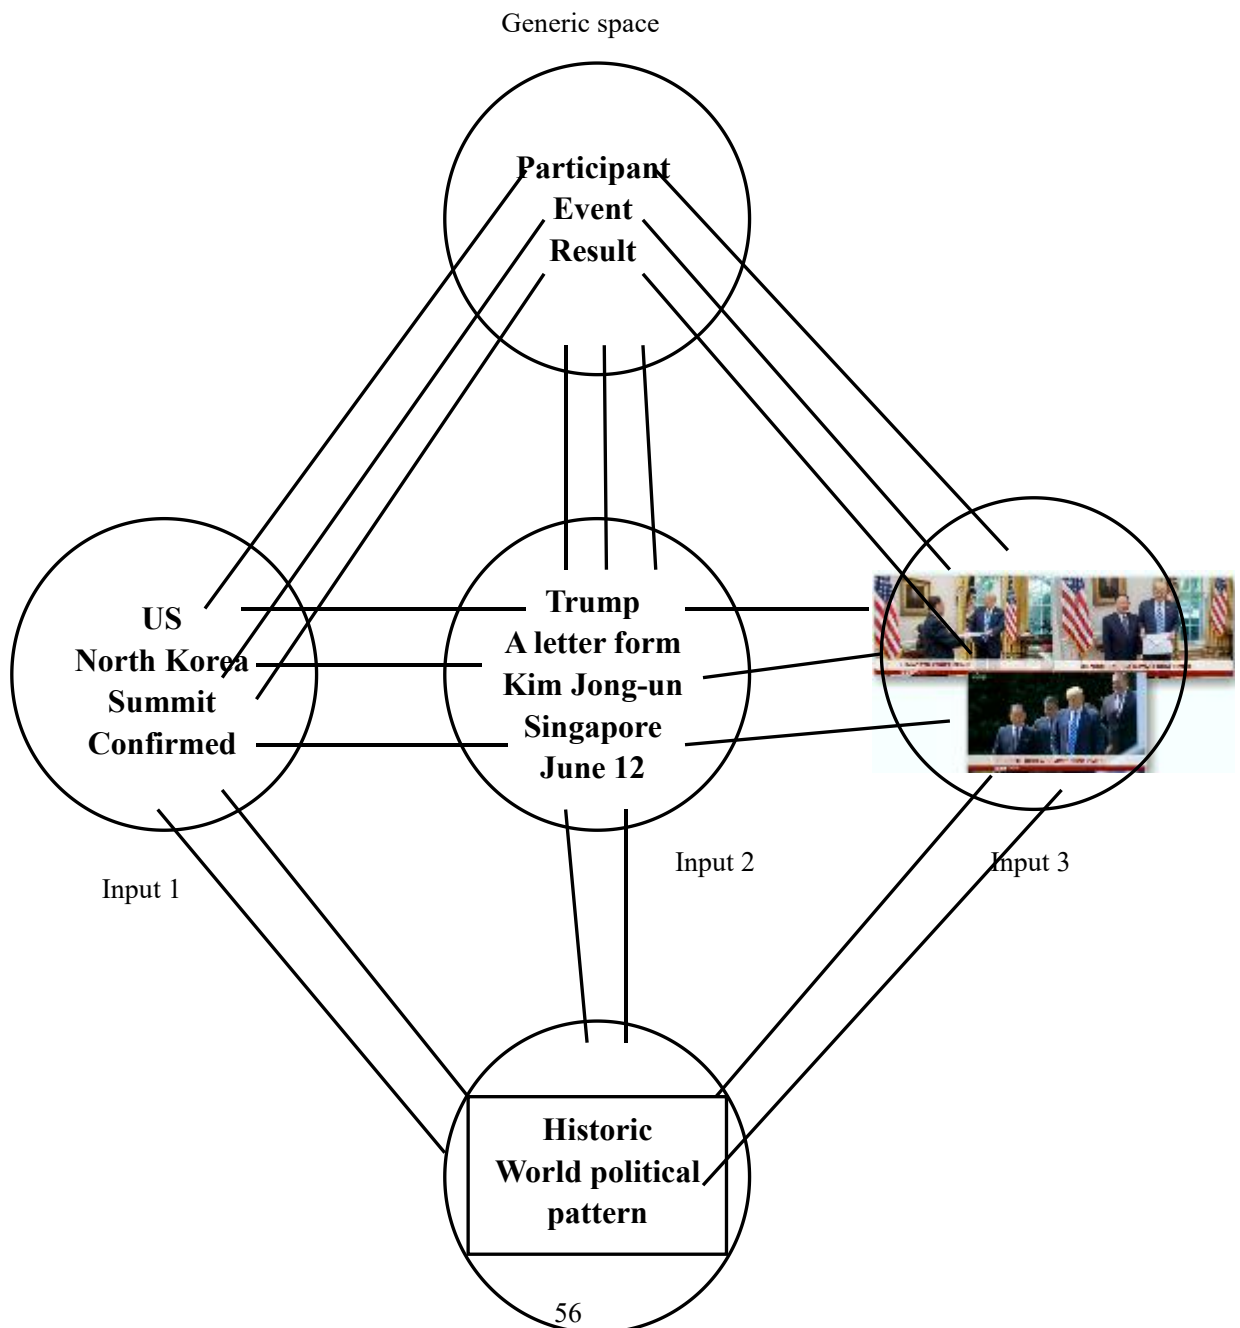 Generic space
Participant
Event
Result
US
North Korea
Summit
Confirmed
Trump
A letter form
Kim Jong-un
Singapore
June 12
Input 1
Input 2
Input 3
Historic
World political
pattern
56